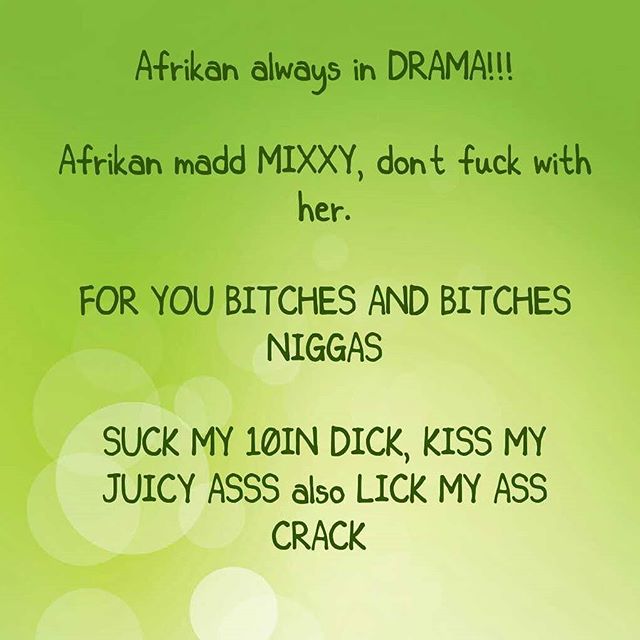 Afrikan always in DRAMA!!!
Afrikan madd MIXXY, don't fuck with
her.
FOR YOU BITCHES AND BITCHES
NIGGAS
SUCK MY 10IN DICK, KISS MY
JUICY ASSS also LICK MY ASS
CRACK